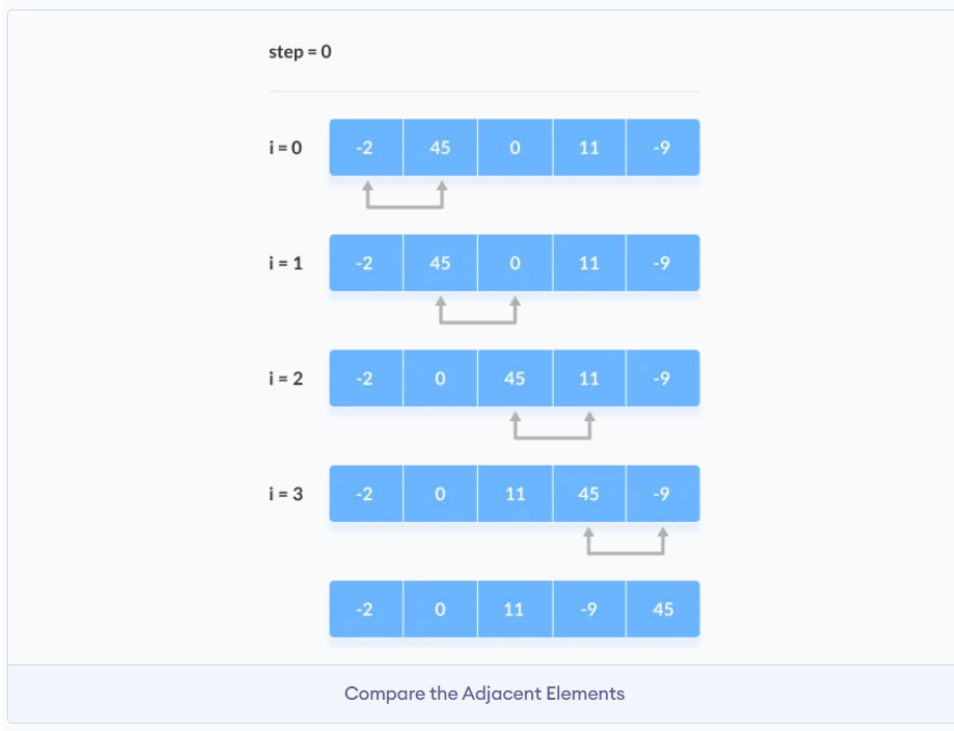 step = 0
i = 0 -2 45 0 11 -9
i = 1 -2 45 0 11 -9
i = 2 -2 0 45 11 -9
i = 3 -2 0 11 45 -9
-2 0 11 -9 45
Compare the Adjacent Elements